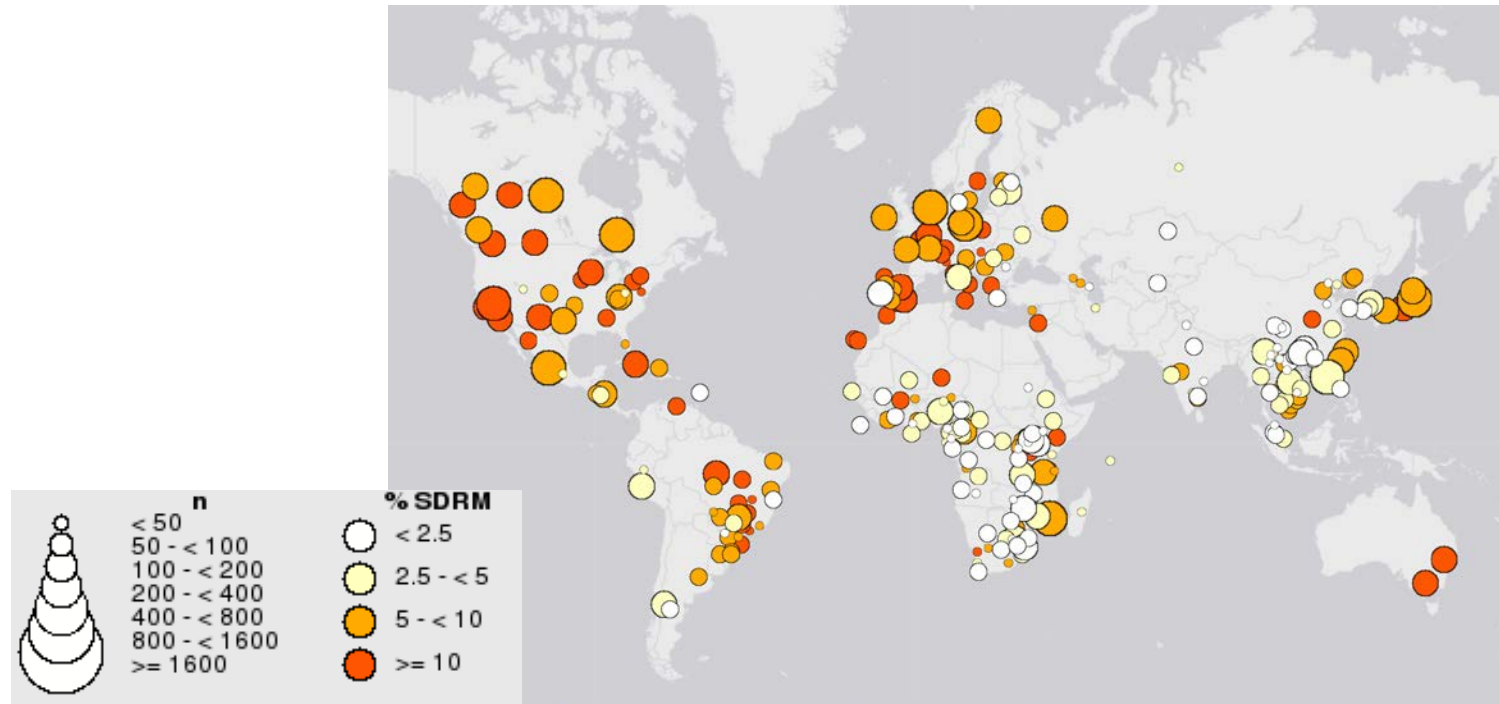 n
< 50
50 - < 100
100 - < 200
200 - < 400
400 - < 800
800 - < 1600
>= 1600
% SDRM
< 2.5
2.5 - < 5
5 - < 10
>= 10